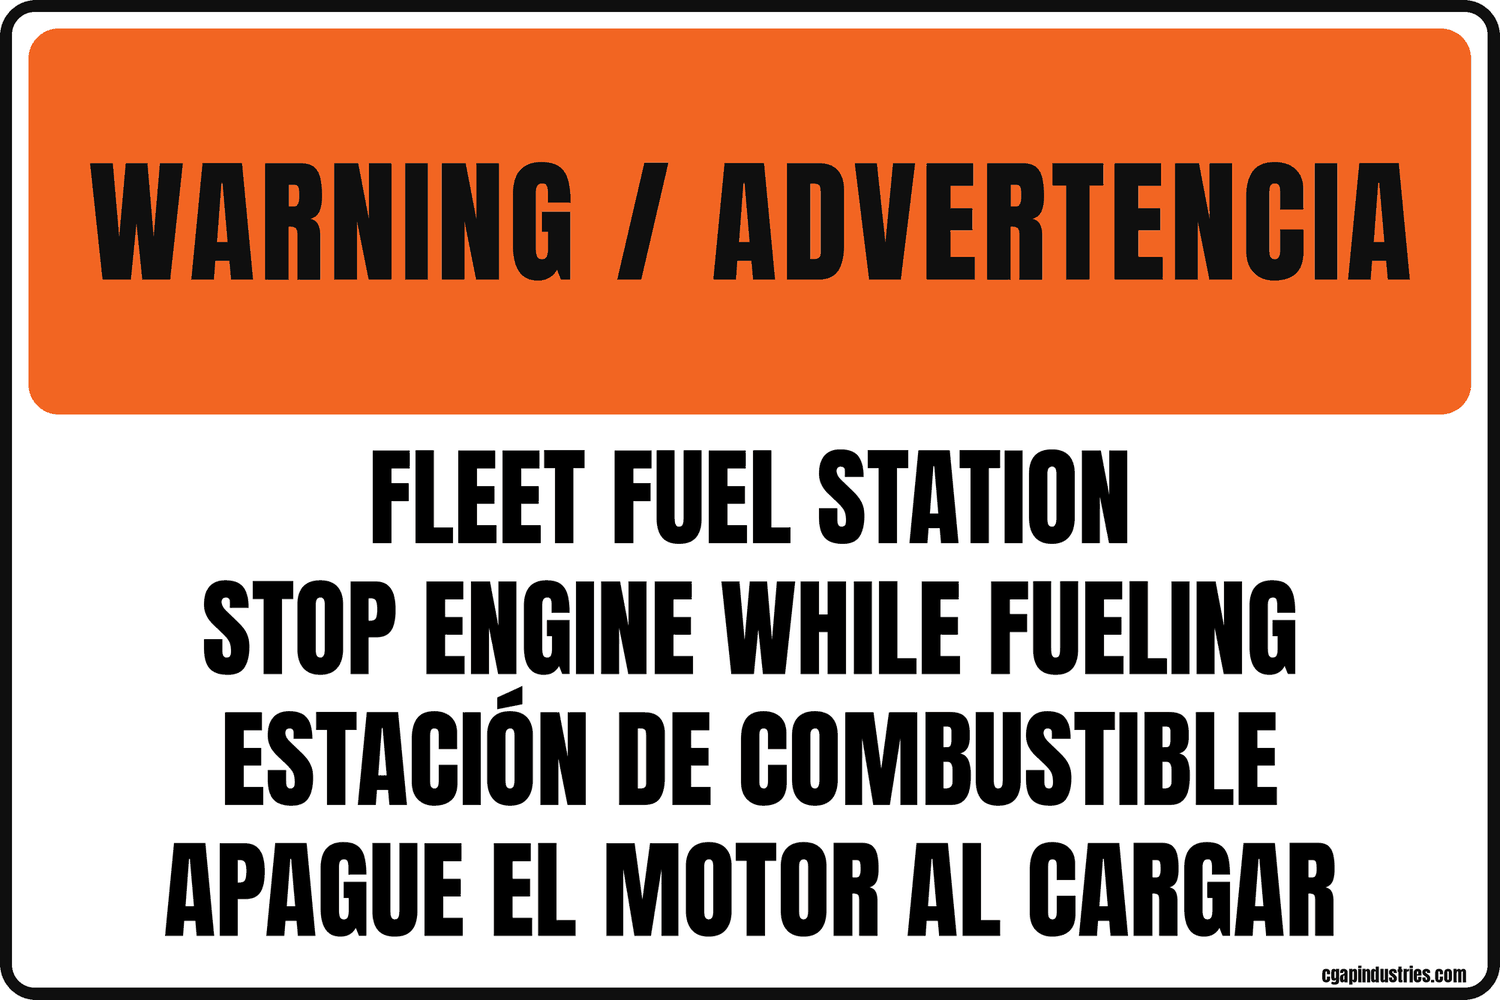 WARNING / ADVERTENCIA
FLEET FUEL STATION
STOP ENGINE WHILE FUELING
ESTACIÓN DE COMBUSTIBLE
APAGUE EL MOTOR AL CARGAR
cgapindustries.com